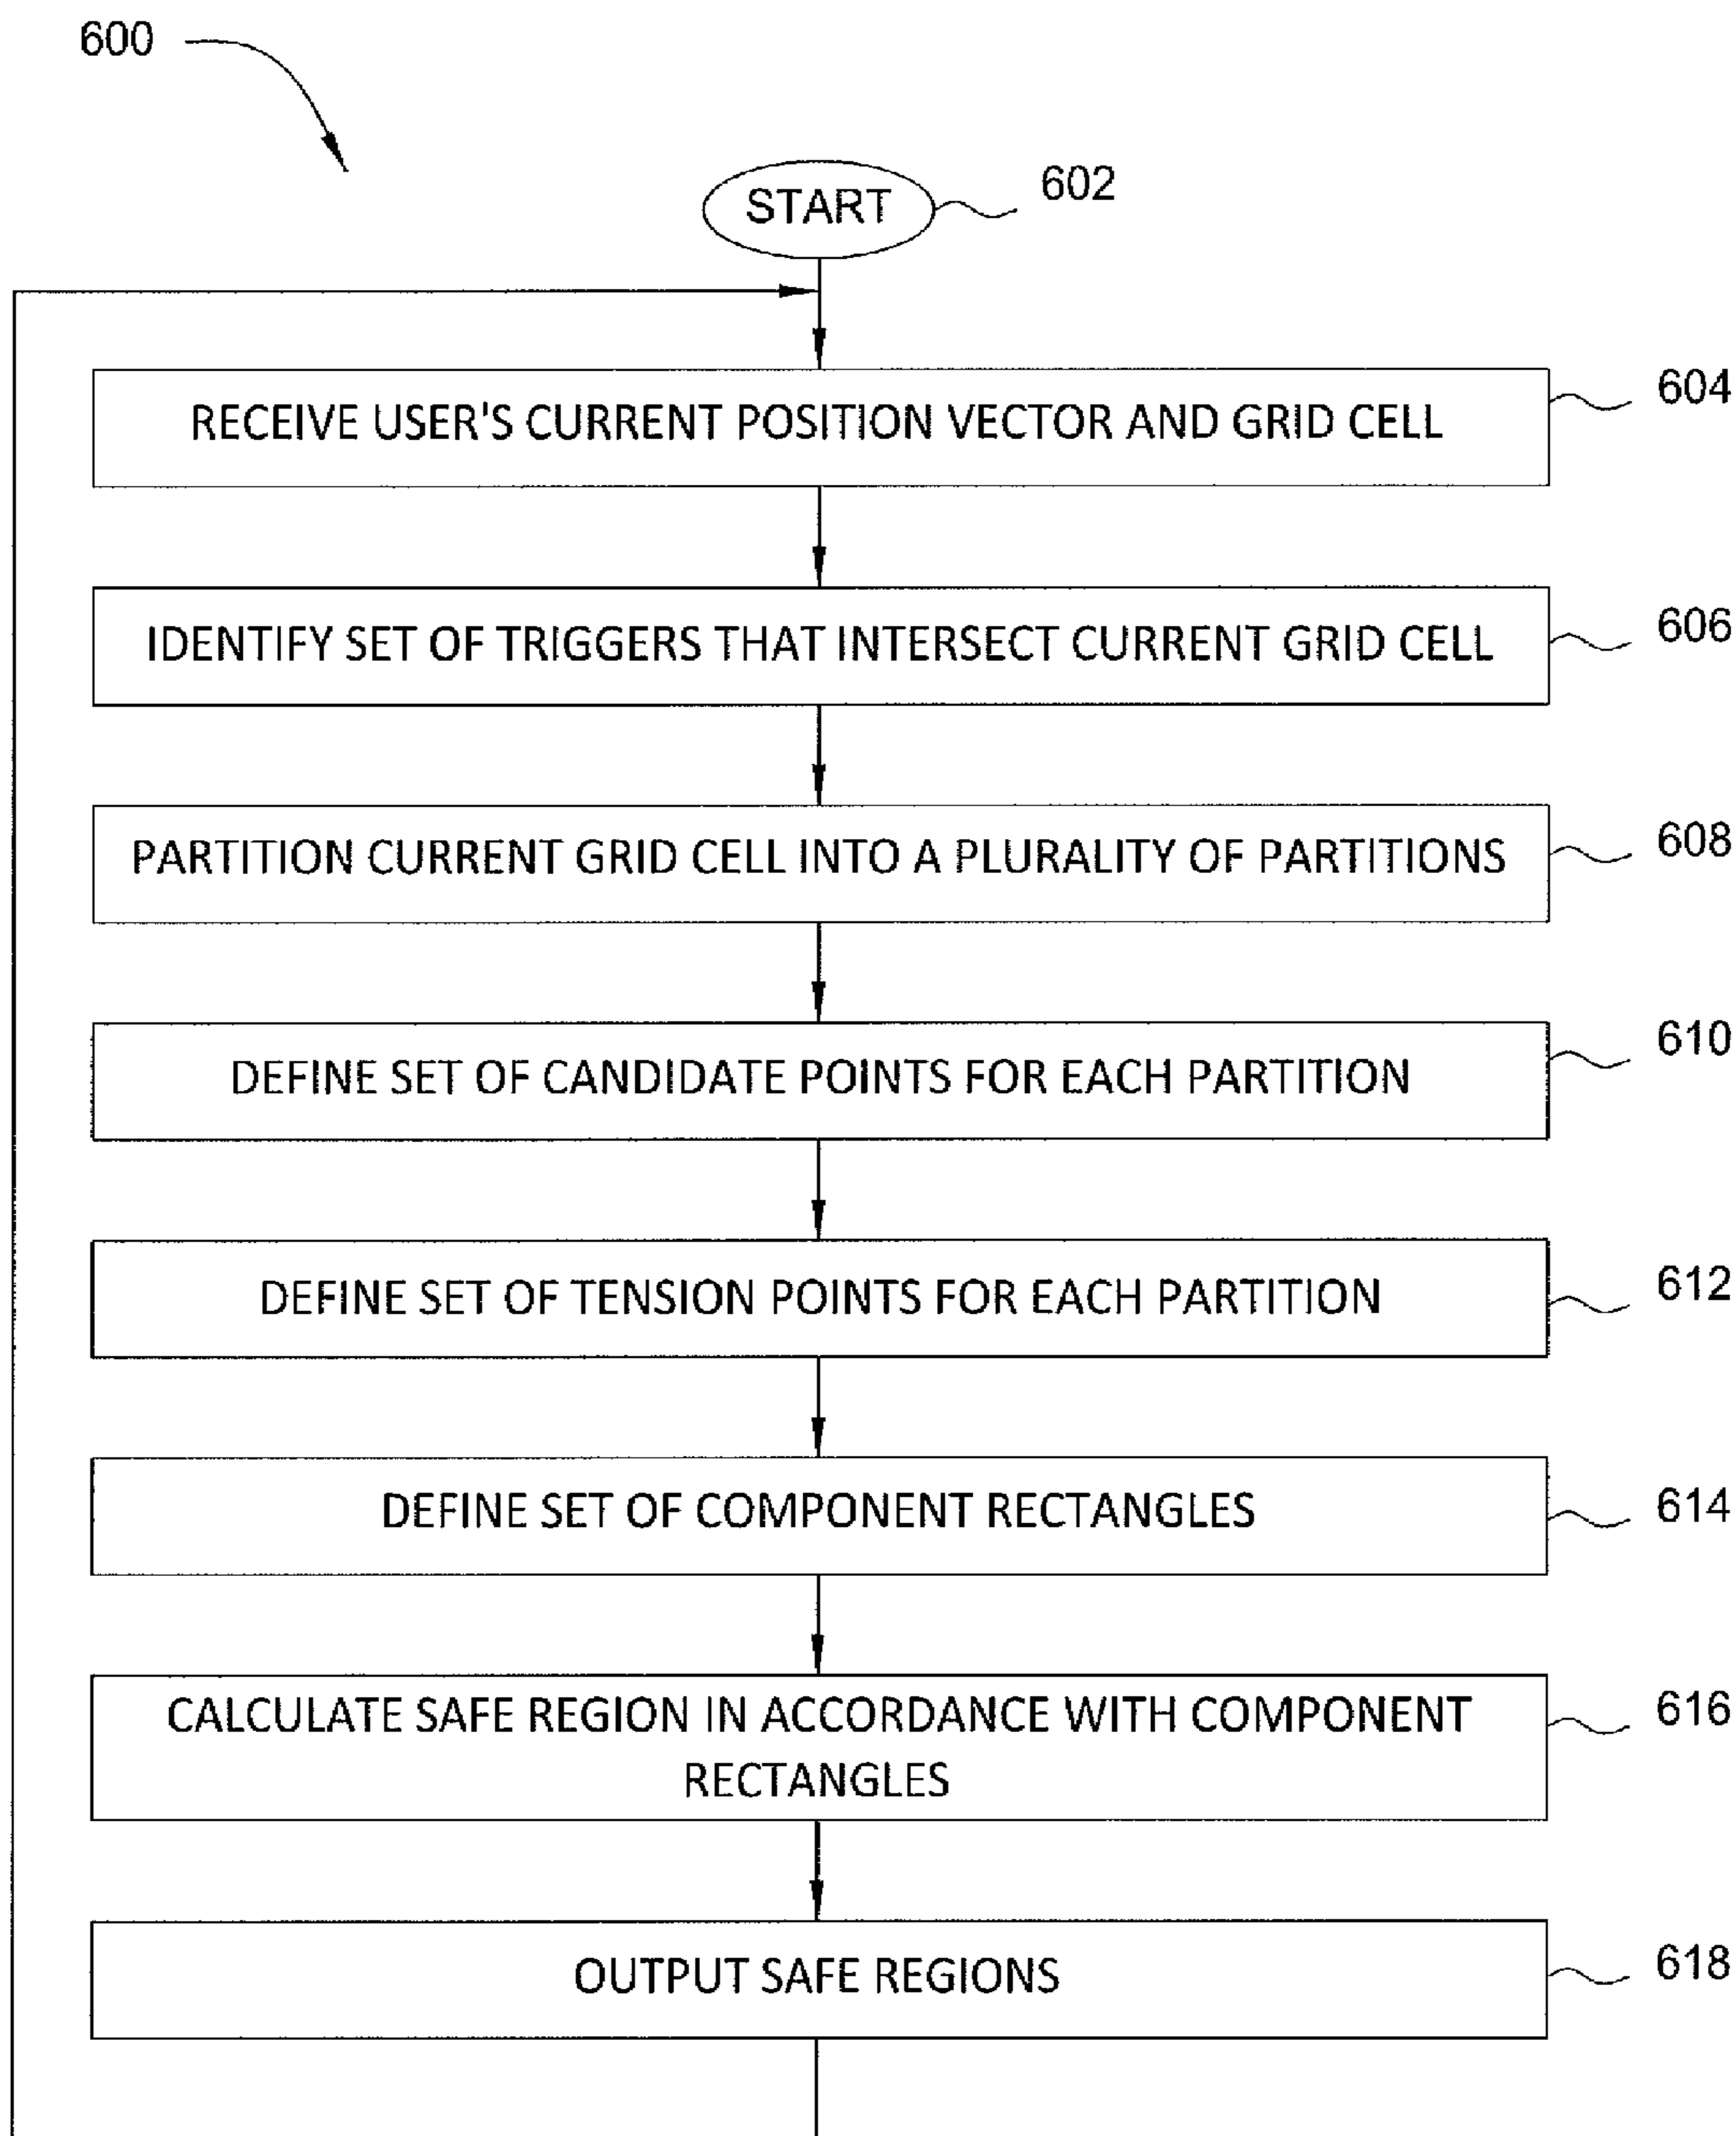 600
START
602
RECEIVE USER'S CURRENT POSITION VECTOR AND GRID CELL
604
IDENTIFY SET OF TRIGGERS THAT INTERSECT CURRENT GRID CELL
606
PARTITION CURRENT GRID CELL INTO A PLURALITY OF PARTITIONS
608
DEFINE SET OF CANDIDATE POINTS FOR EACH PARTITION
610
DEFINE SET OF TENSION POINTS FOR EACH PARTITION
612
DEFINE SET OF COMPONENT RECTANGLES
614
CALCULATE SAFE REGION IN ACCORDANCE WITH COMPONENT
RECTANGLES
616
OUTPUT SAFE REGIONS
618